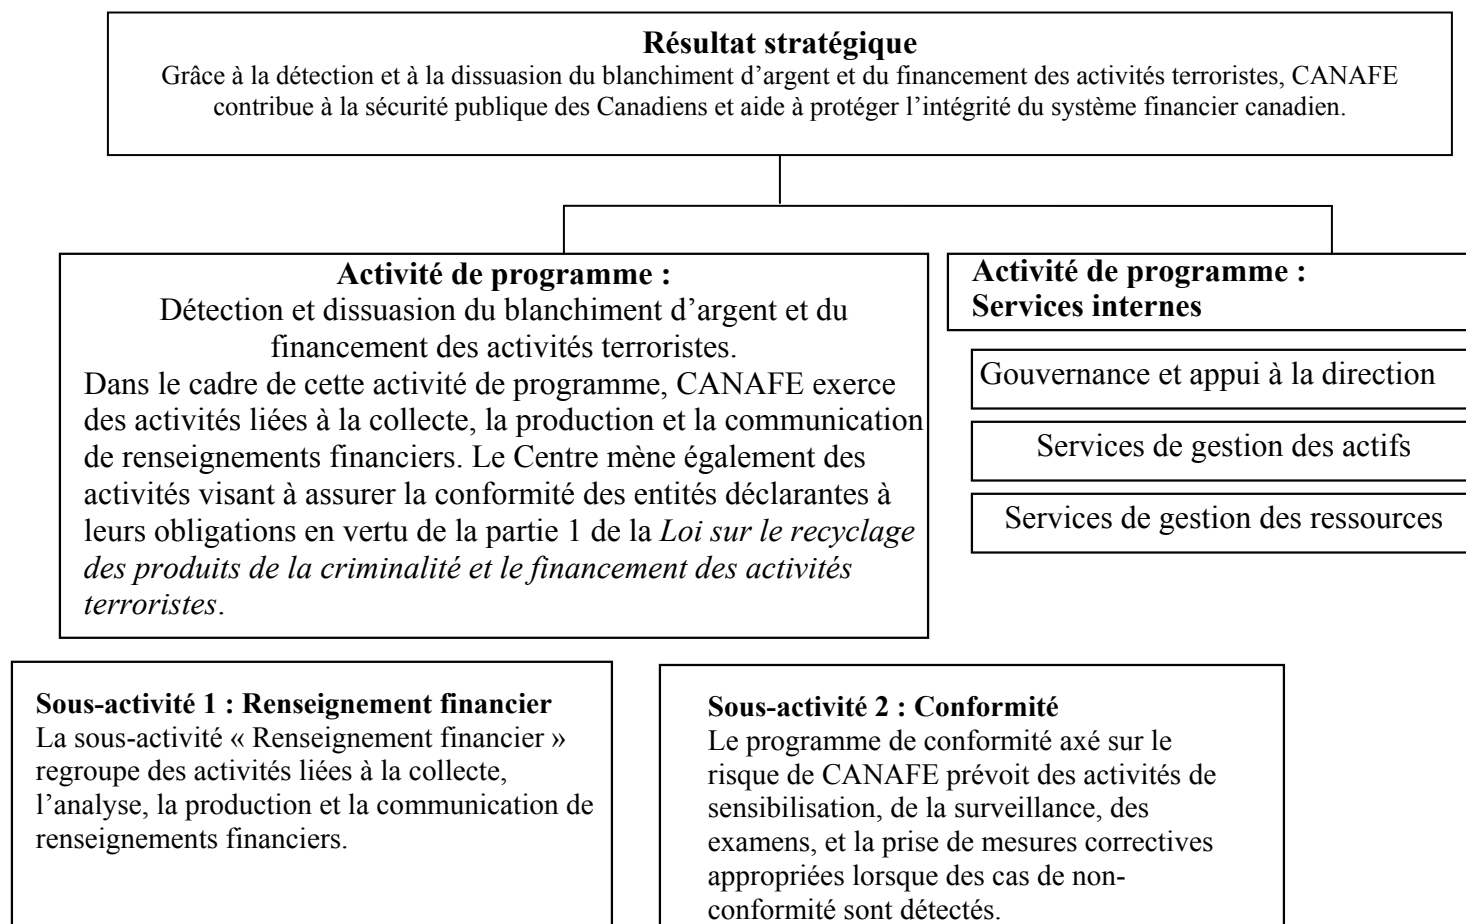 Résultat stratégique
Grâce à la détection et à la dissuasion du blanchiment d’argent et du financement des activités terroristes, CANAFE
contribue à la sécurité publique des Canadiens et aide à protéger l’intégrité du système financier canadien.
Activité de programme :
Détection et dissuasion du blanchiment d’argent et du
financement des activités terroristes.
Dans le cadre de cette activité de programme, CANAFE exerce
des activités liées à la collecte, la production et la communication
de renseignements financiers. Le Centre mène également des
activités visant à assurer la conformité des entités déclarantes à
leurs obligations en vertu de la partie 1 de la Loi sur le recyclage
des produits de la criminalité et le financement des activités
terroristes.
Activité de programme :
Services internes
Gouvernance et appui à la direction
Services de gestion des actifs
Services de gestion des ressources
Sous-activité 1 : Renseignement financier
La sous-activité « Renseignement financier »
regroupe des activités liées à la collecte,
l’analyse, la production et la communication de
renseignements financiers.
Sous-activité 2 : Conformité
Le programme de conformité axé sur le
risque de CANAFE prévoit des activités de
sensibilisation, de la surveillance, des
examens, et la prise de mesures correctives
appropriées lorsque des cas de non-
conformité sont détectés.